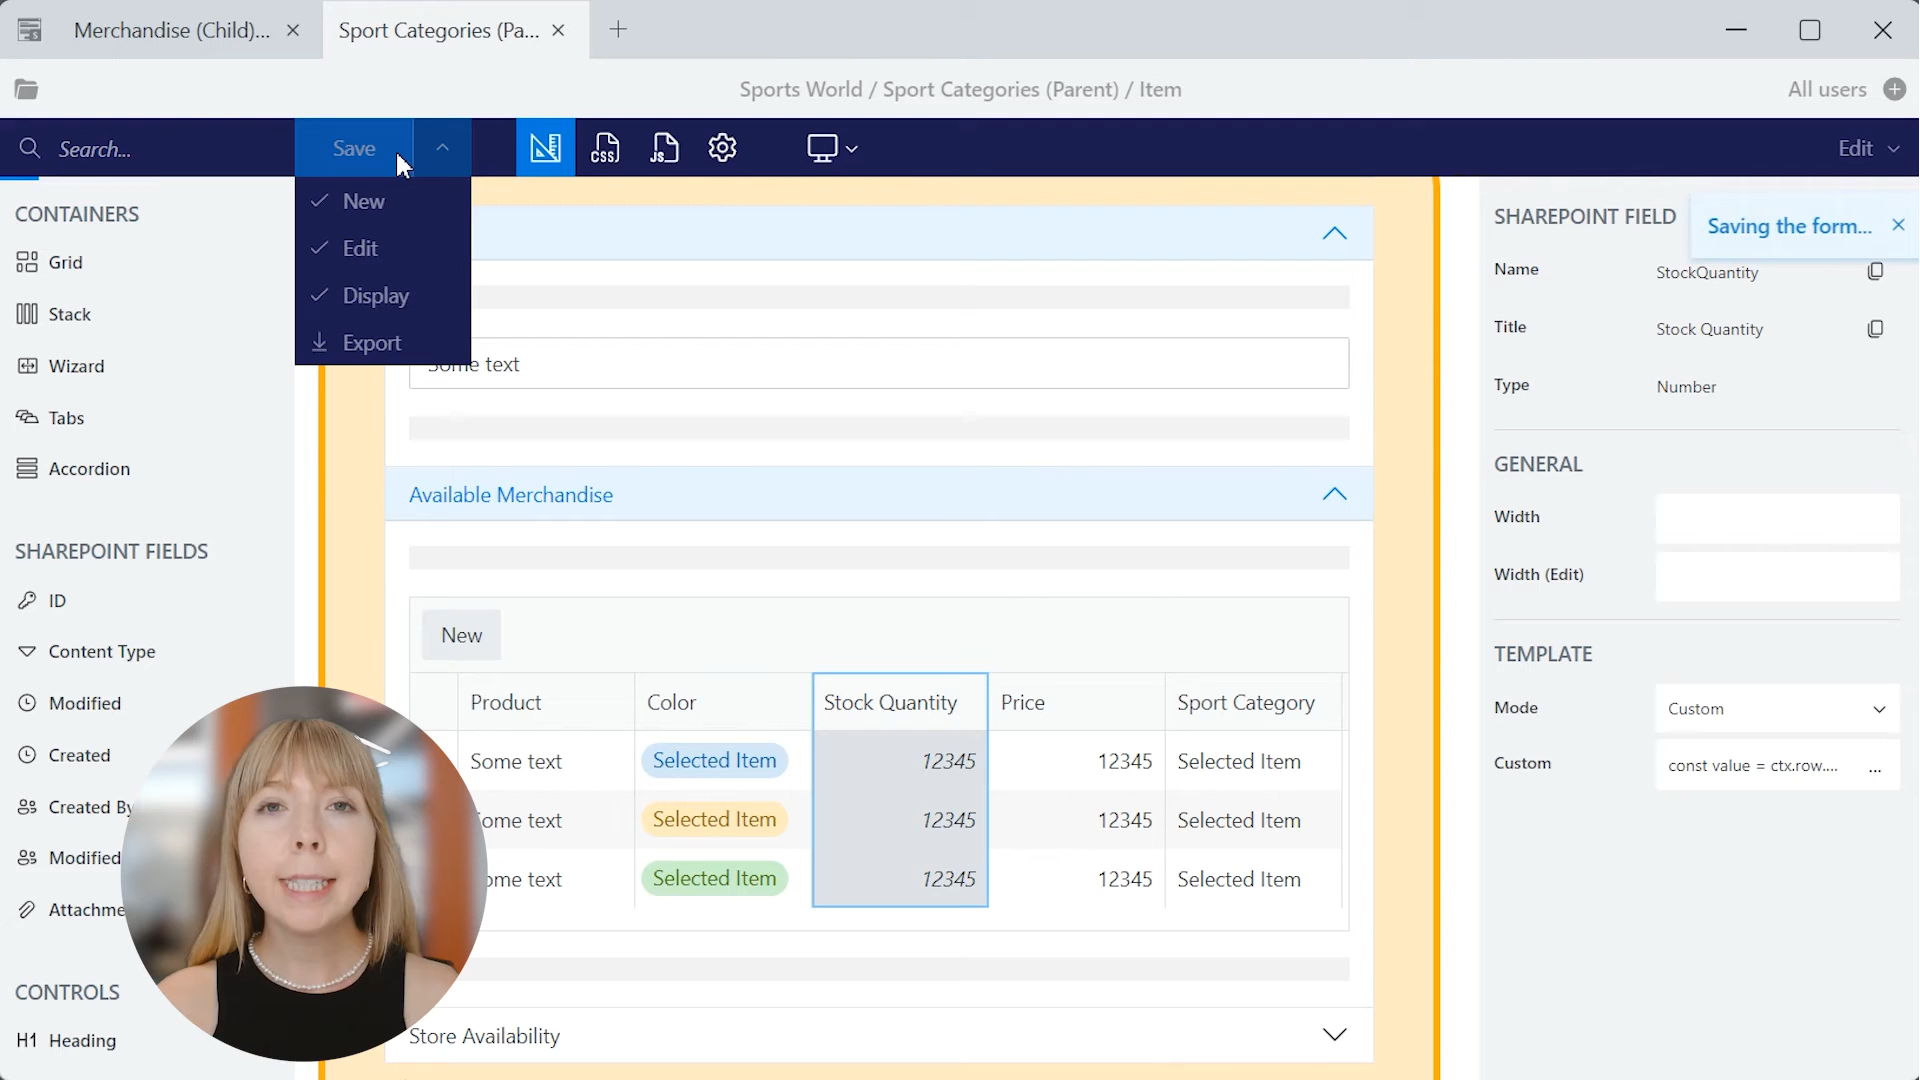 Merchandise (Child)...
Sport Categories (Pa...
Sports World / Sport Categories (Parent) / Item
All users
Search...
Save
CSS
JS
Edit
New
Edit
Display
Export
CONTAINERS
Grid
Stack
Wizard
Tabs
Accordion
SHAREPOINT FIELDS
ID
Content Type
Modified
Created
Created By
Modified
Attachme
CONTROLS
H1 Heading
Some text
Available Merchandise
New
Product Color Stock Quantity Price Sport Category
Some text Selected Item 12345 12345 Selected Item
ome text Selected Item 12345 12345 Selected Item
ome text Selected Item 12345 12345 Selected Item
Store Availability
SHAREPOINT FIELD
Saving the form...
Name StockQuantity
Title Stock Quantity
Type Number
GENERAL
Width
Width (Edit)
TEMPLATE
Mode Custom
Custom const value = ctx.row.... ...